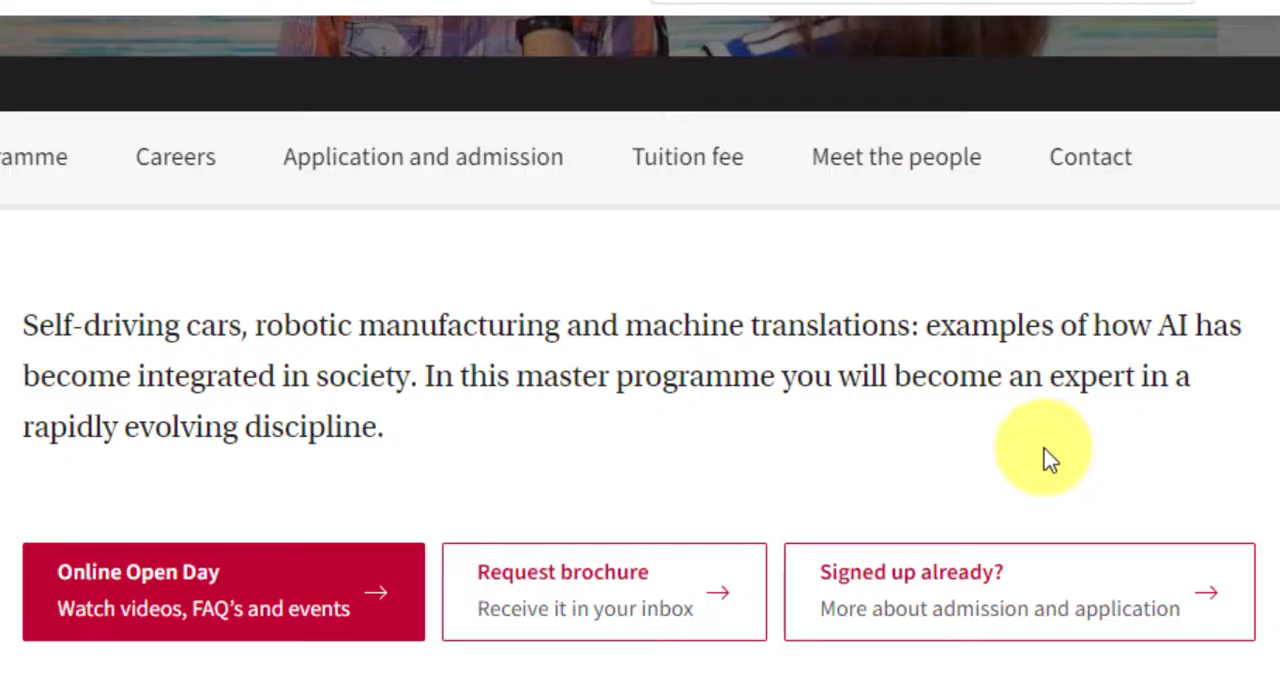 ramme Careers Application and admission Tuition fee Meet the people Contact
Self-driving cars, robotic manufacturing and machine translations: examples of how AI has
become integrated in society. In this master programme you will become an expert in a
rapidly evolving discipline.
Online Open Day
Watch videos, FAQ's and events
Request brochure
Receive it in your inbox
Signed up already?
More about admission and application